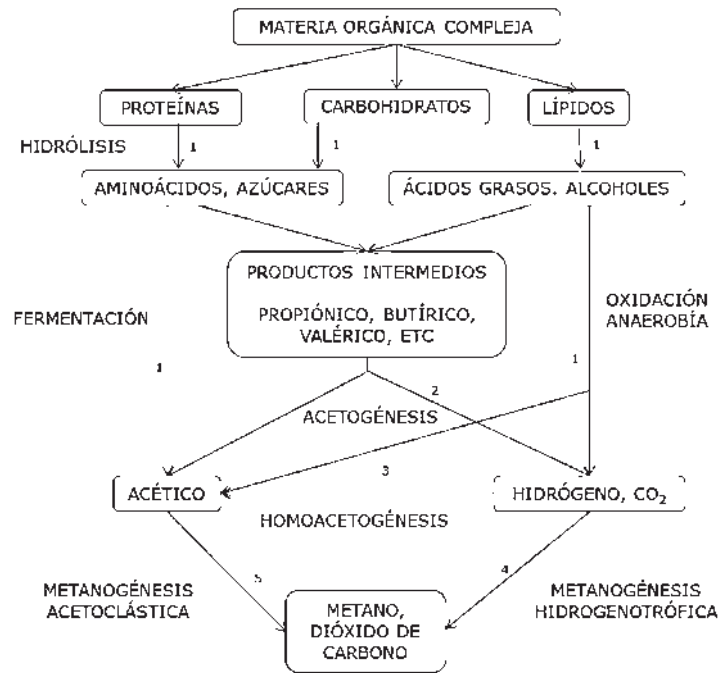 MATERIA ORGÁNICA COMPLEJA
PROTEÍNAS
CARBOHIDRATOS
LÍPIDOS
HIDRÓLISIS
1
1
1
AMINOÁCIDOS, AZÚCARES
ÁCIDOS GRASOS. ALCOHOLES
PRODUCTOS INTERMEDIOS
PROPIÓNICO, BUTÍRICO,
VALÉRICO, ETC
FERMENTACIÓN
OXIDACIÓN
ANAEROBÍA
1
1
2
ACETOGÉNESIS
3
ACÉTICO
HIDRÓGENO, CO₂
HOMOACETOGÉNESIS
5
4
METANOGÉNESIS
ACETOCLÁSTICA
METANOGÉNESIS
HIDROGENOTRÓFICA
METANO,
DIÓXIDO DE
CARBONO